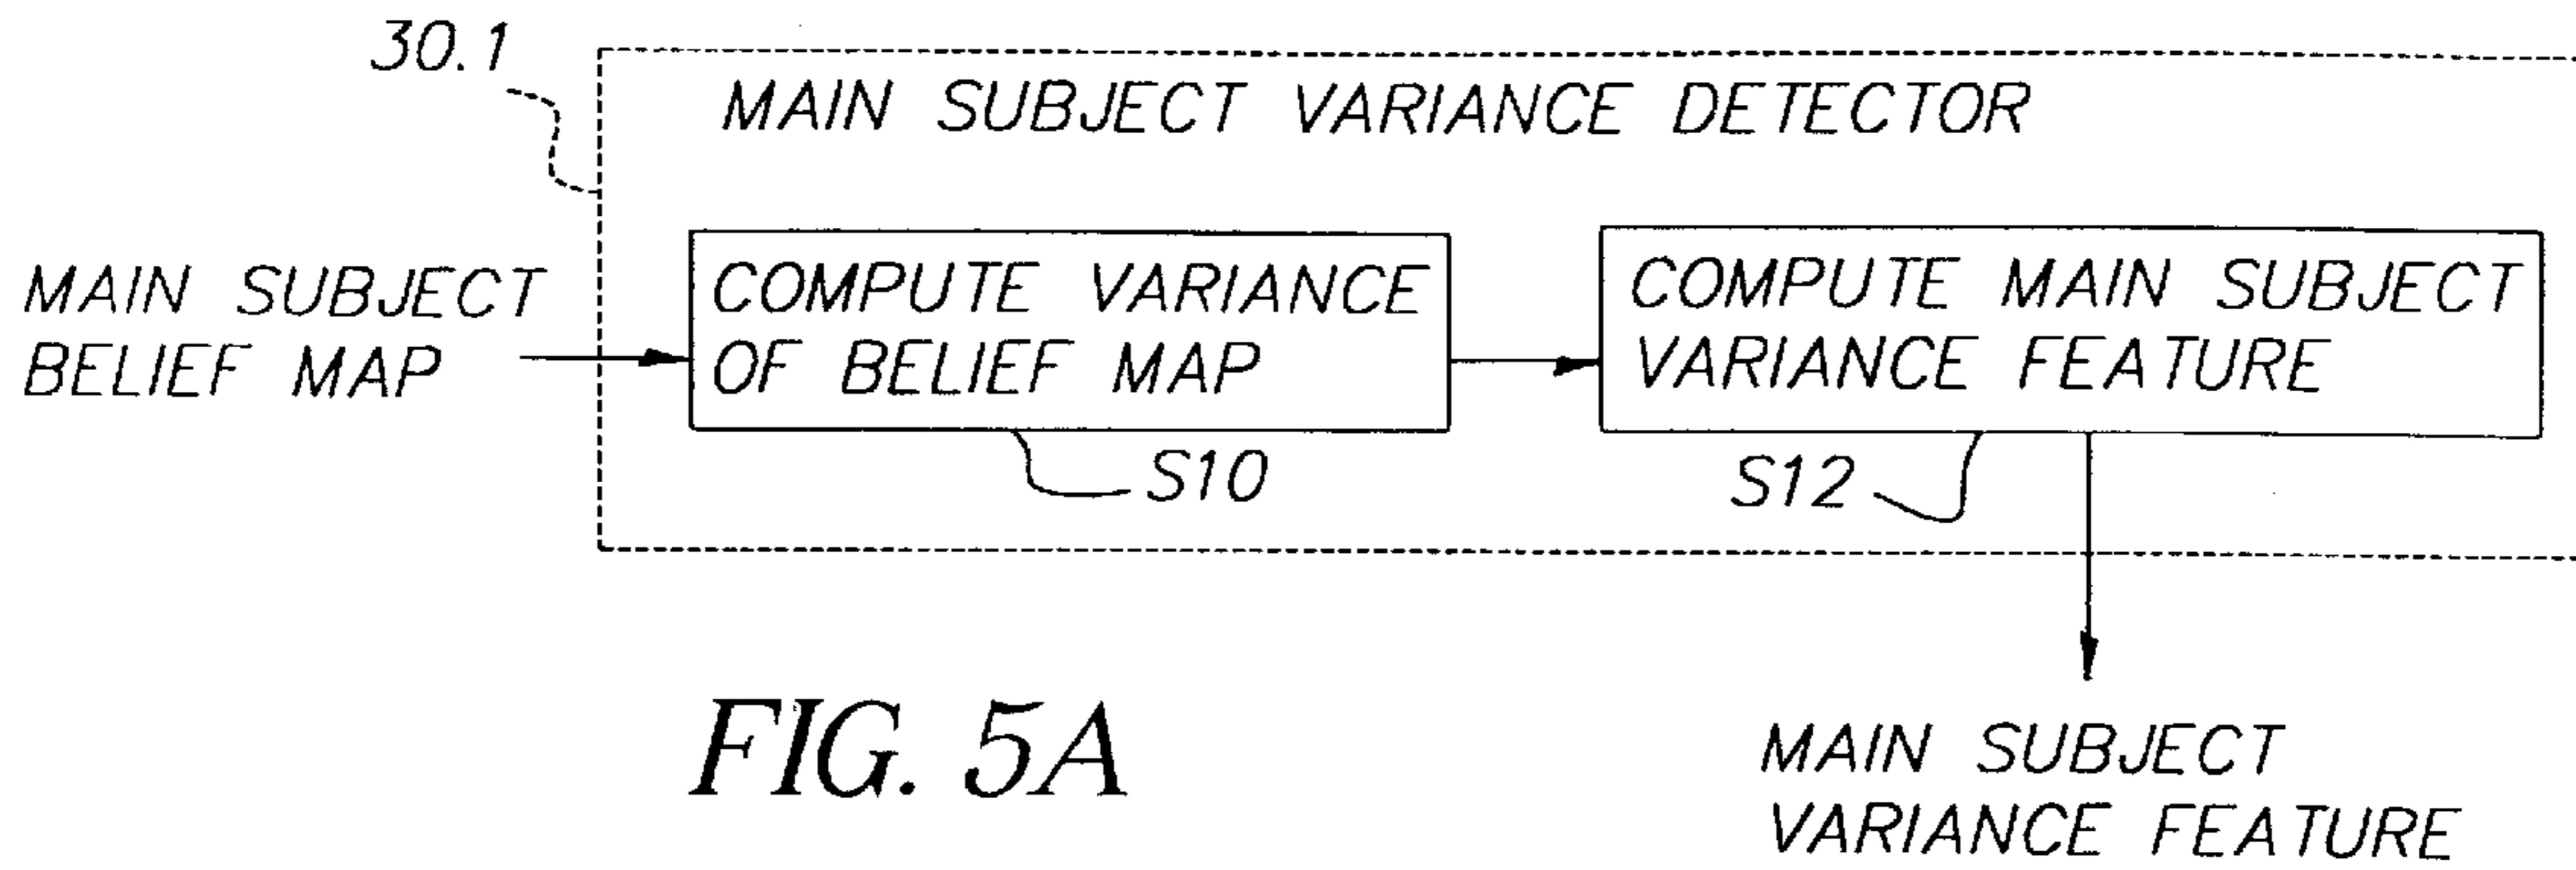 30.1
MAIN SUBJECT VARIANCE DETECTOR
MAIN SUBJECT
BELIEF MAP
COMPUTE VARIANCE
OF BELIEF MAP
S10
COMPUTE MAIN SUBJECT
VARIANCE FEATURE
S12
MAIN SUBJECT
VARIANCE FEATURE
FIG. 5A